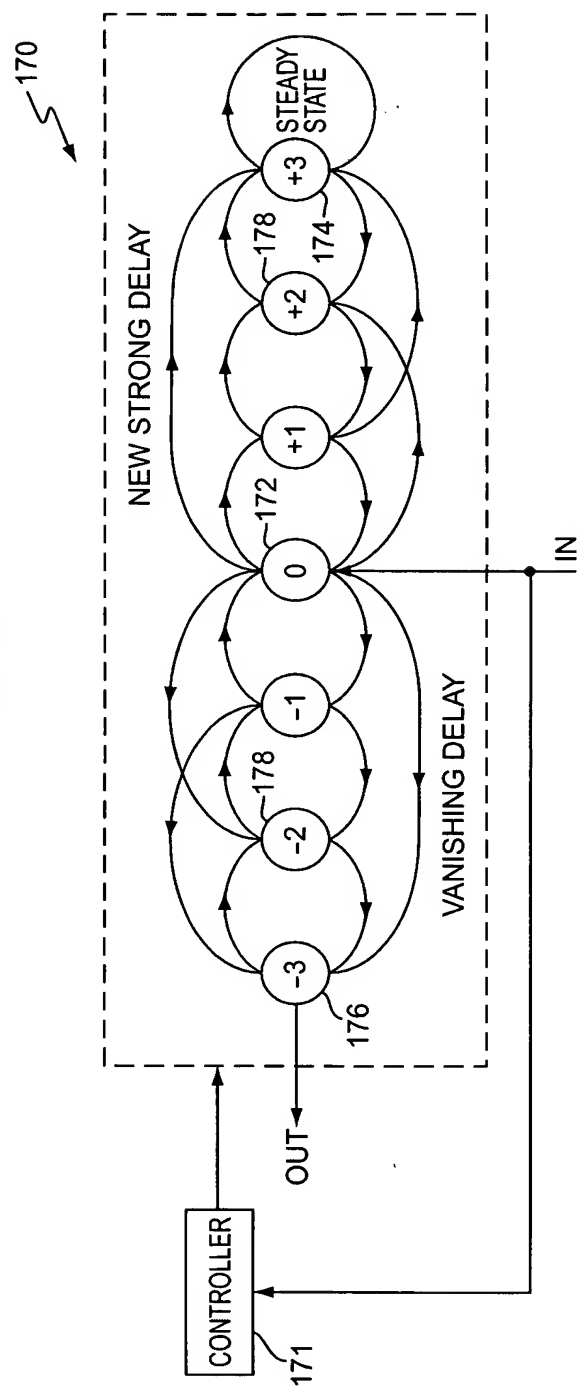 170
NEW STRONG DELAY
STEADY
STATE
-3
-2
-1
0
+1
+2
+3
178
172
178
174
176
VANISHING DELAY
OUT
IN
CONTROLLER
171